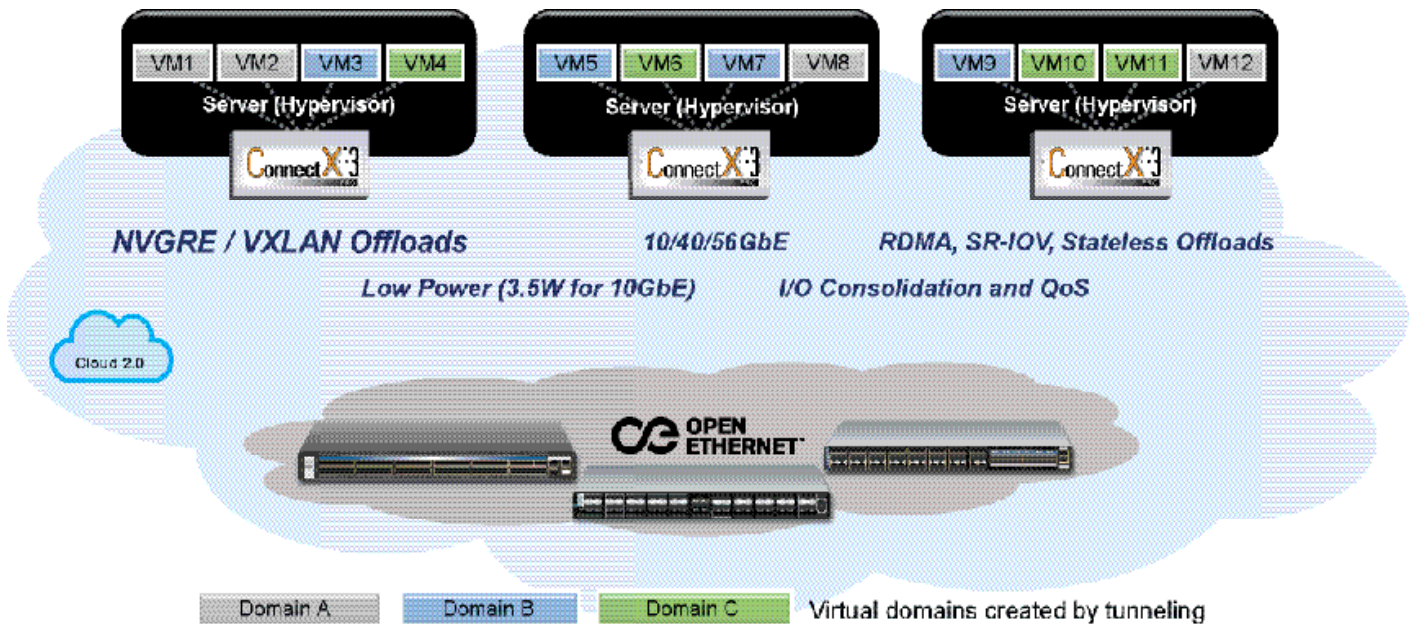 VM1 VM2 VM3 VM4
Server (Hypervisor)
ConnectX-3
VM5 VM6 VM7 VM8
Server (Hypervisor)
ConnectX-3
VM9 VM10 VM11 VM12
Server (Hypervisor)
ConnectX-3
NVGRE / VXLAN Offloads
10/40/56GbE
RDMA, SR-IOV, Stateless Offloads
Low Power (3.5W for 10GbE)
I/O Consolidation and QoS
Cloud 2.0
OPEN
ETHERNET™
Domain A
Domain B
Domain C
Virtual domains created by tunneling